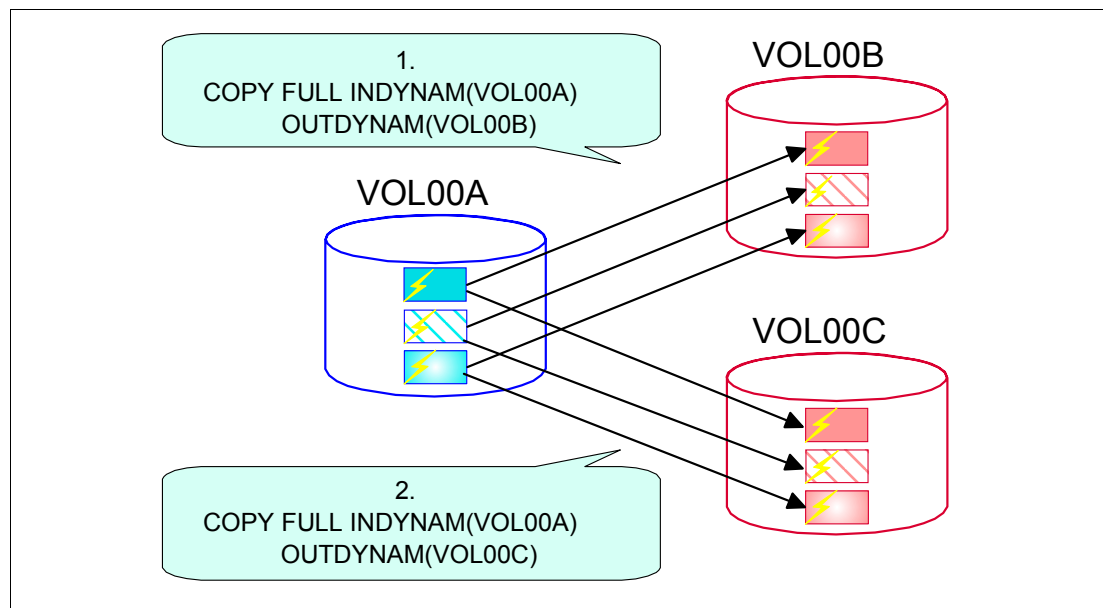 1.
COPY FULL INDYNAM(VOL00A)
OUTDYNAM(VOL00B)
VOL00B
VOL00A
VOL00C
2.
COPY FULL INDYNAM(VOL00A)
OUTDYNAM(VOL00C)